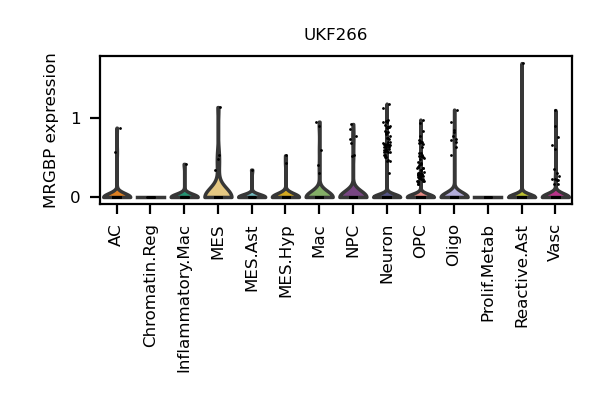 UKF266
MRGBP expression
1
0
AC
Chromatin.Reg
Inflammatory.Mac
MES
MES.Ast
MES.Hyp
Mac
NPC
Neuron
OPC
Oligo
Prolif.Metab
Reactive.Ast
Vasc